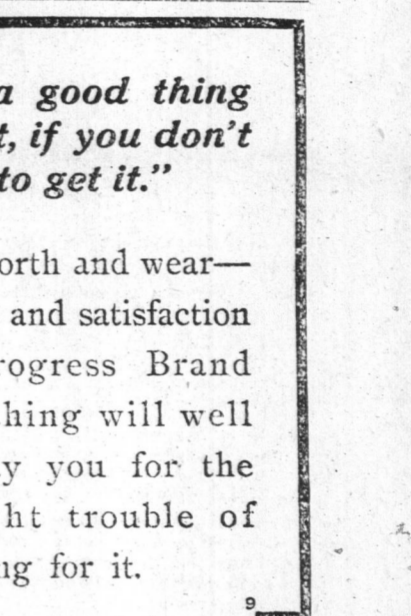 a good thing
t, if you don't
to get it."
orth and wear—
and satisfaction
rogress Brand
hing will well
y you for the
ht trouble of
ng for it.
9